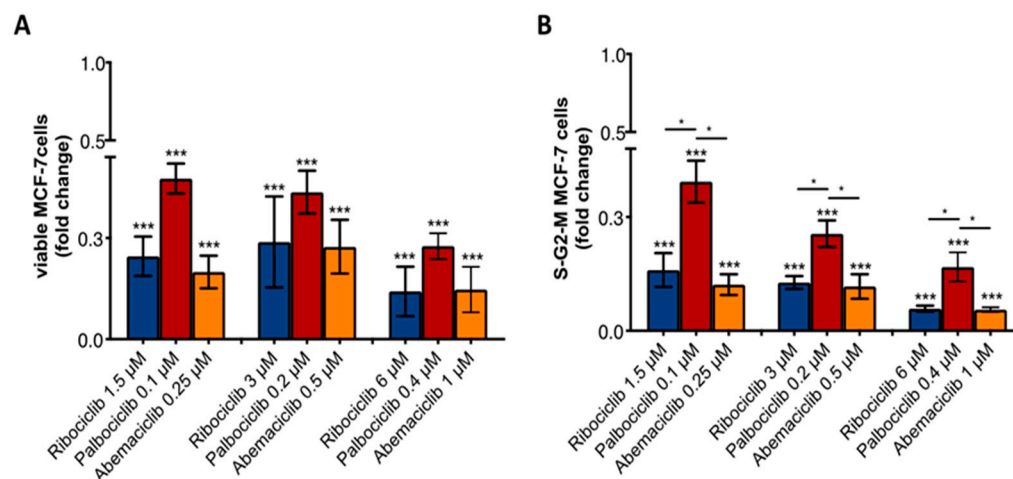 A
viable MCF-7cells
(fold change)
1.0
0.5
0.3
0.0
***
***
***
***
***
***
***
***
***
Ribociclib 1.5 µM
Palbociclib 0.1 µM
Abemaciclib 0.25 µM
Ribociclib 3 µM
Palbociclib 0.2 µM
Abemaciclib 0.5 µM
Ribociclib 6 µM
Palbociclib 0.4 µM
Abemaciclib 1 µM
B
S-G2-M MCF-7 cells
(fold change)
1.0
0.5
0.3
0.0
* *
***
***
***
* *
***
***
***
* *
***
***
***
Ribociclib 1.5 µM
Palbociclib 0.1 µM
Abemaciclib 0.25 µM
Ribociclib 3 µM
Palbociclib 0.2 µM
Abemaciclib 0.5 µM
Ribociclib 6 µM
Palbociclib 0.4 µM
Abemaciclib 1 µM